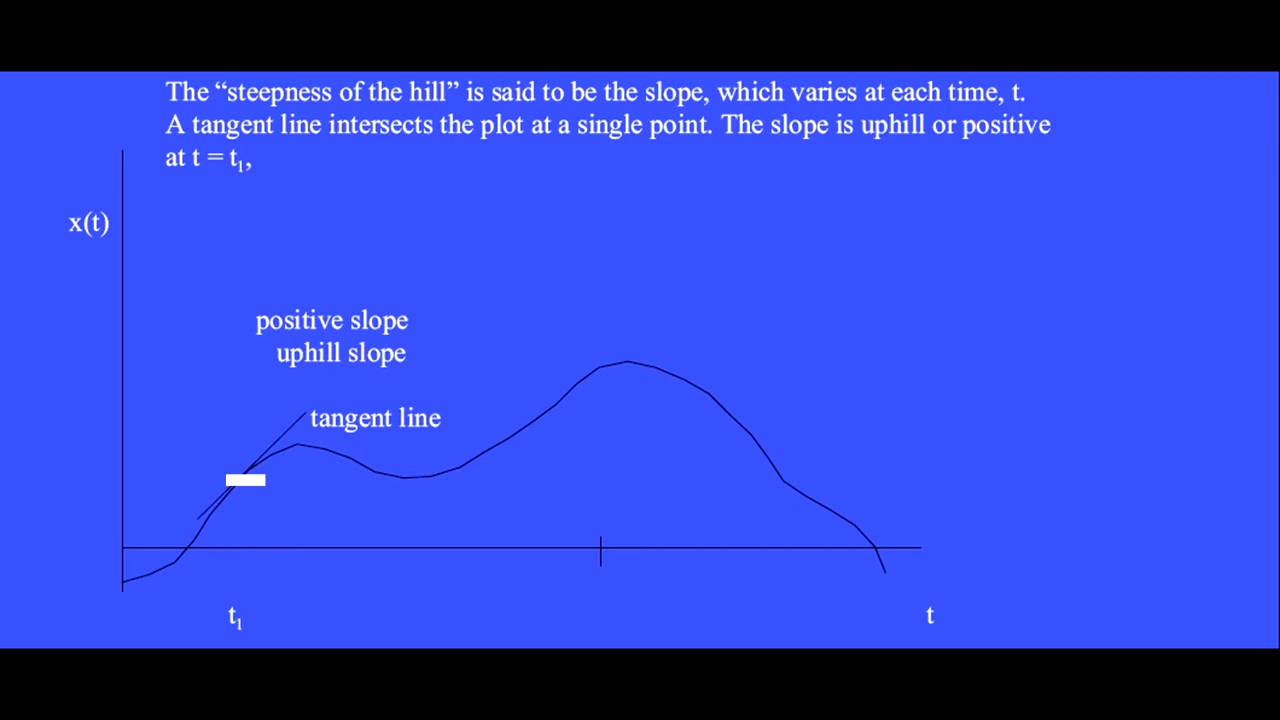 The “steepness of the hill” is said to be the slope, which varies at each time, t.
A tangent line intersects the plot at a single point. The slope is uphill or positive
at t = t₁,
x(t)
positive slope
uphill slope
tangent line
t₁
t